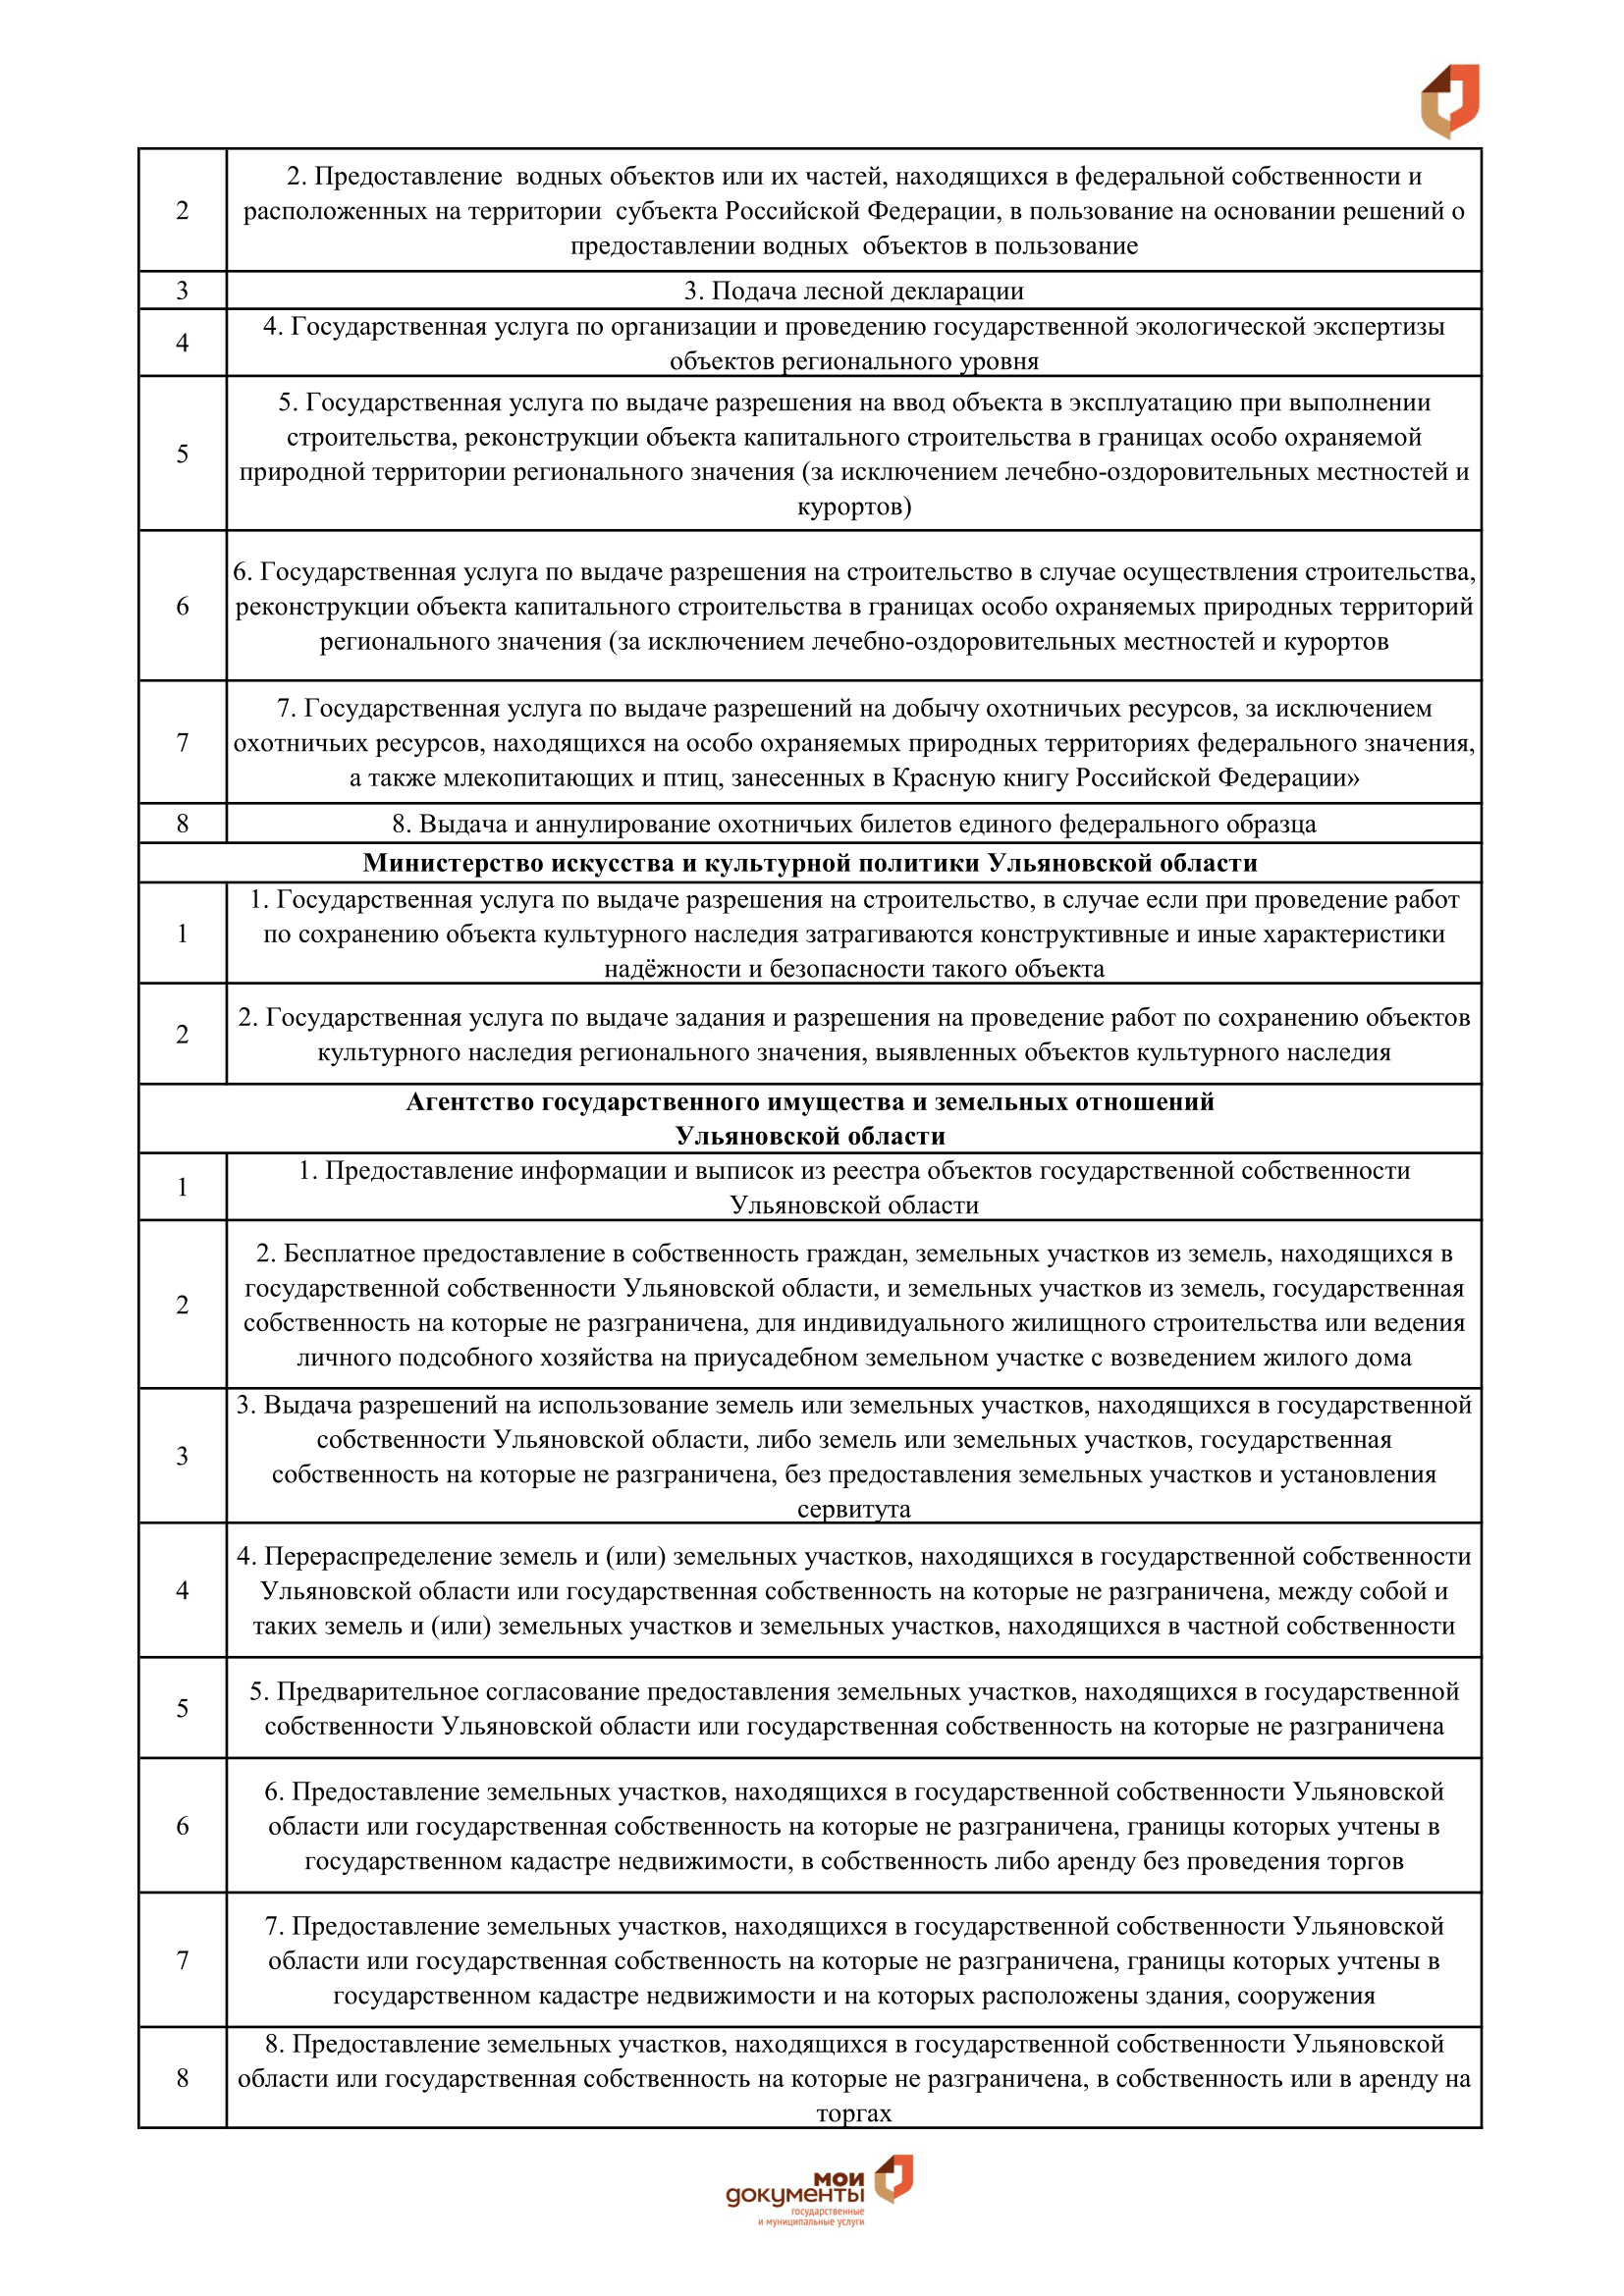 2
2. Предоставление  водных объектов или их частей, находящихся в федеральной собственности и
расположенных на территории  субъекта Российской Федерации, в пользование на основании решений о
предоставлении водных  объектов в пользование
3
3. Подача лесной декларации
4
4. Государственная услуга по организации и проведению государственной экологической экспертизы
объектов регионального уровня
5
5. Государственная услуга по выдаче разрешения на ввод объекта в эксплуатацию при выполнении
строительства, реконструкции объекта капитального строительства в границах особо охраняемой
природной территории регионального значения (за исключением лечебно-оздоровительных местностей и
курортов)
6
6. Государственная услуга по выдаче разрешения на строительство в случае осуществления строительства,
реконструкции объекта капитального строительства в границах особо охраняемых природных территорий
регионального значения (за исключением лечебно-оздоровительных местностей и курортов
7
7. Государственная услуга по выдаче разрешений на добычу охотничьих ресурсов, за исключением
охотничьих ресурсов, находящихся на особо охраняемых природных территориях федерального значения,
а также млекопитающих и птиц, занесенных в Красную книгу Российской Федерации»
8
8. Выдача и аннулирование охотничьих билетов единого федерального образца
Министерство искусства и культурной политики Ульяновской области
1
1. Государственная услуга по выдаче разрешения на строительство, в случае если при проведение работ
по сохранению объекта культурного наследия затрагиваются конструктивные и иные характеристики
надёжности и безопасности такого объекта
2
2. Государственная услуга по выдаче задания и разрешения на проведение работ по сохранению объектов
культурного наследия регионального значения, выявленных объектов культурного наследия
Агентство государственного имущества и земельных отношений
Ульяновской области
1
1. Предоставление информации и выписок из реестра объектов государственной собственности
Ульяновской области
2
2. Бесплатное предоставление в собственность граждан, земельных участков из земель, находящихся в
государственной собственности Ульяновской области, и земельных участков из земель, государственная
собственность на которые не разграничена, для индивидуального жилищного строительства или ведения
личного подсобного хозяйства на приусадебном земельном участке с возведением жилого дома
3
3. Выдача разрешений на использование земель или земельных участков, находящихся в государственной
собственности Ульяновской области, либо земель или земельных участков, государственная
собственность на которые не разграничена, без предоставления земельных участков и установления
сервитута
4
4. Перераспределение земель и (или) земельных участков, находящихся в государственной собственности
Ульяновской области или государственная собственность на которые не разграничена, между собой и
таких земель и (или) земельных участков и земельных участков, находящихся в частной собственности
5
5. Предварительное согласование предоставления земельных участков, находящихся в государственной
собственности Ульяновской области или государственная собственность на которые не разграничена
6
6. Предоставление земельных участков, находящихся в государственной собственности Ульяновской
области или государственная собственность на которые не разграничена, границы которых учтены в
государственном кадастре недвижимости, в собственность либо аренду без проведения торгов
7
7. Предоставление земельных участков, находящихся в государственной собственности Ульяновской
области или государственная собственность на которые не разграничена, границы которых учтены в
государственном кадастре недвижимости и на которых расположены здания, сооружения
8
8. Предоставление земельных участков, находящихся в государственной собственности Ульяновской
области или государственная собственность на которые не разграничена, в собственность или в аренду на
торгах
мои
документы
государственные
и муниципальные услуги